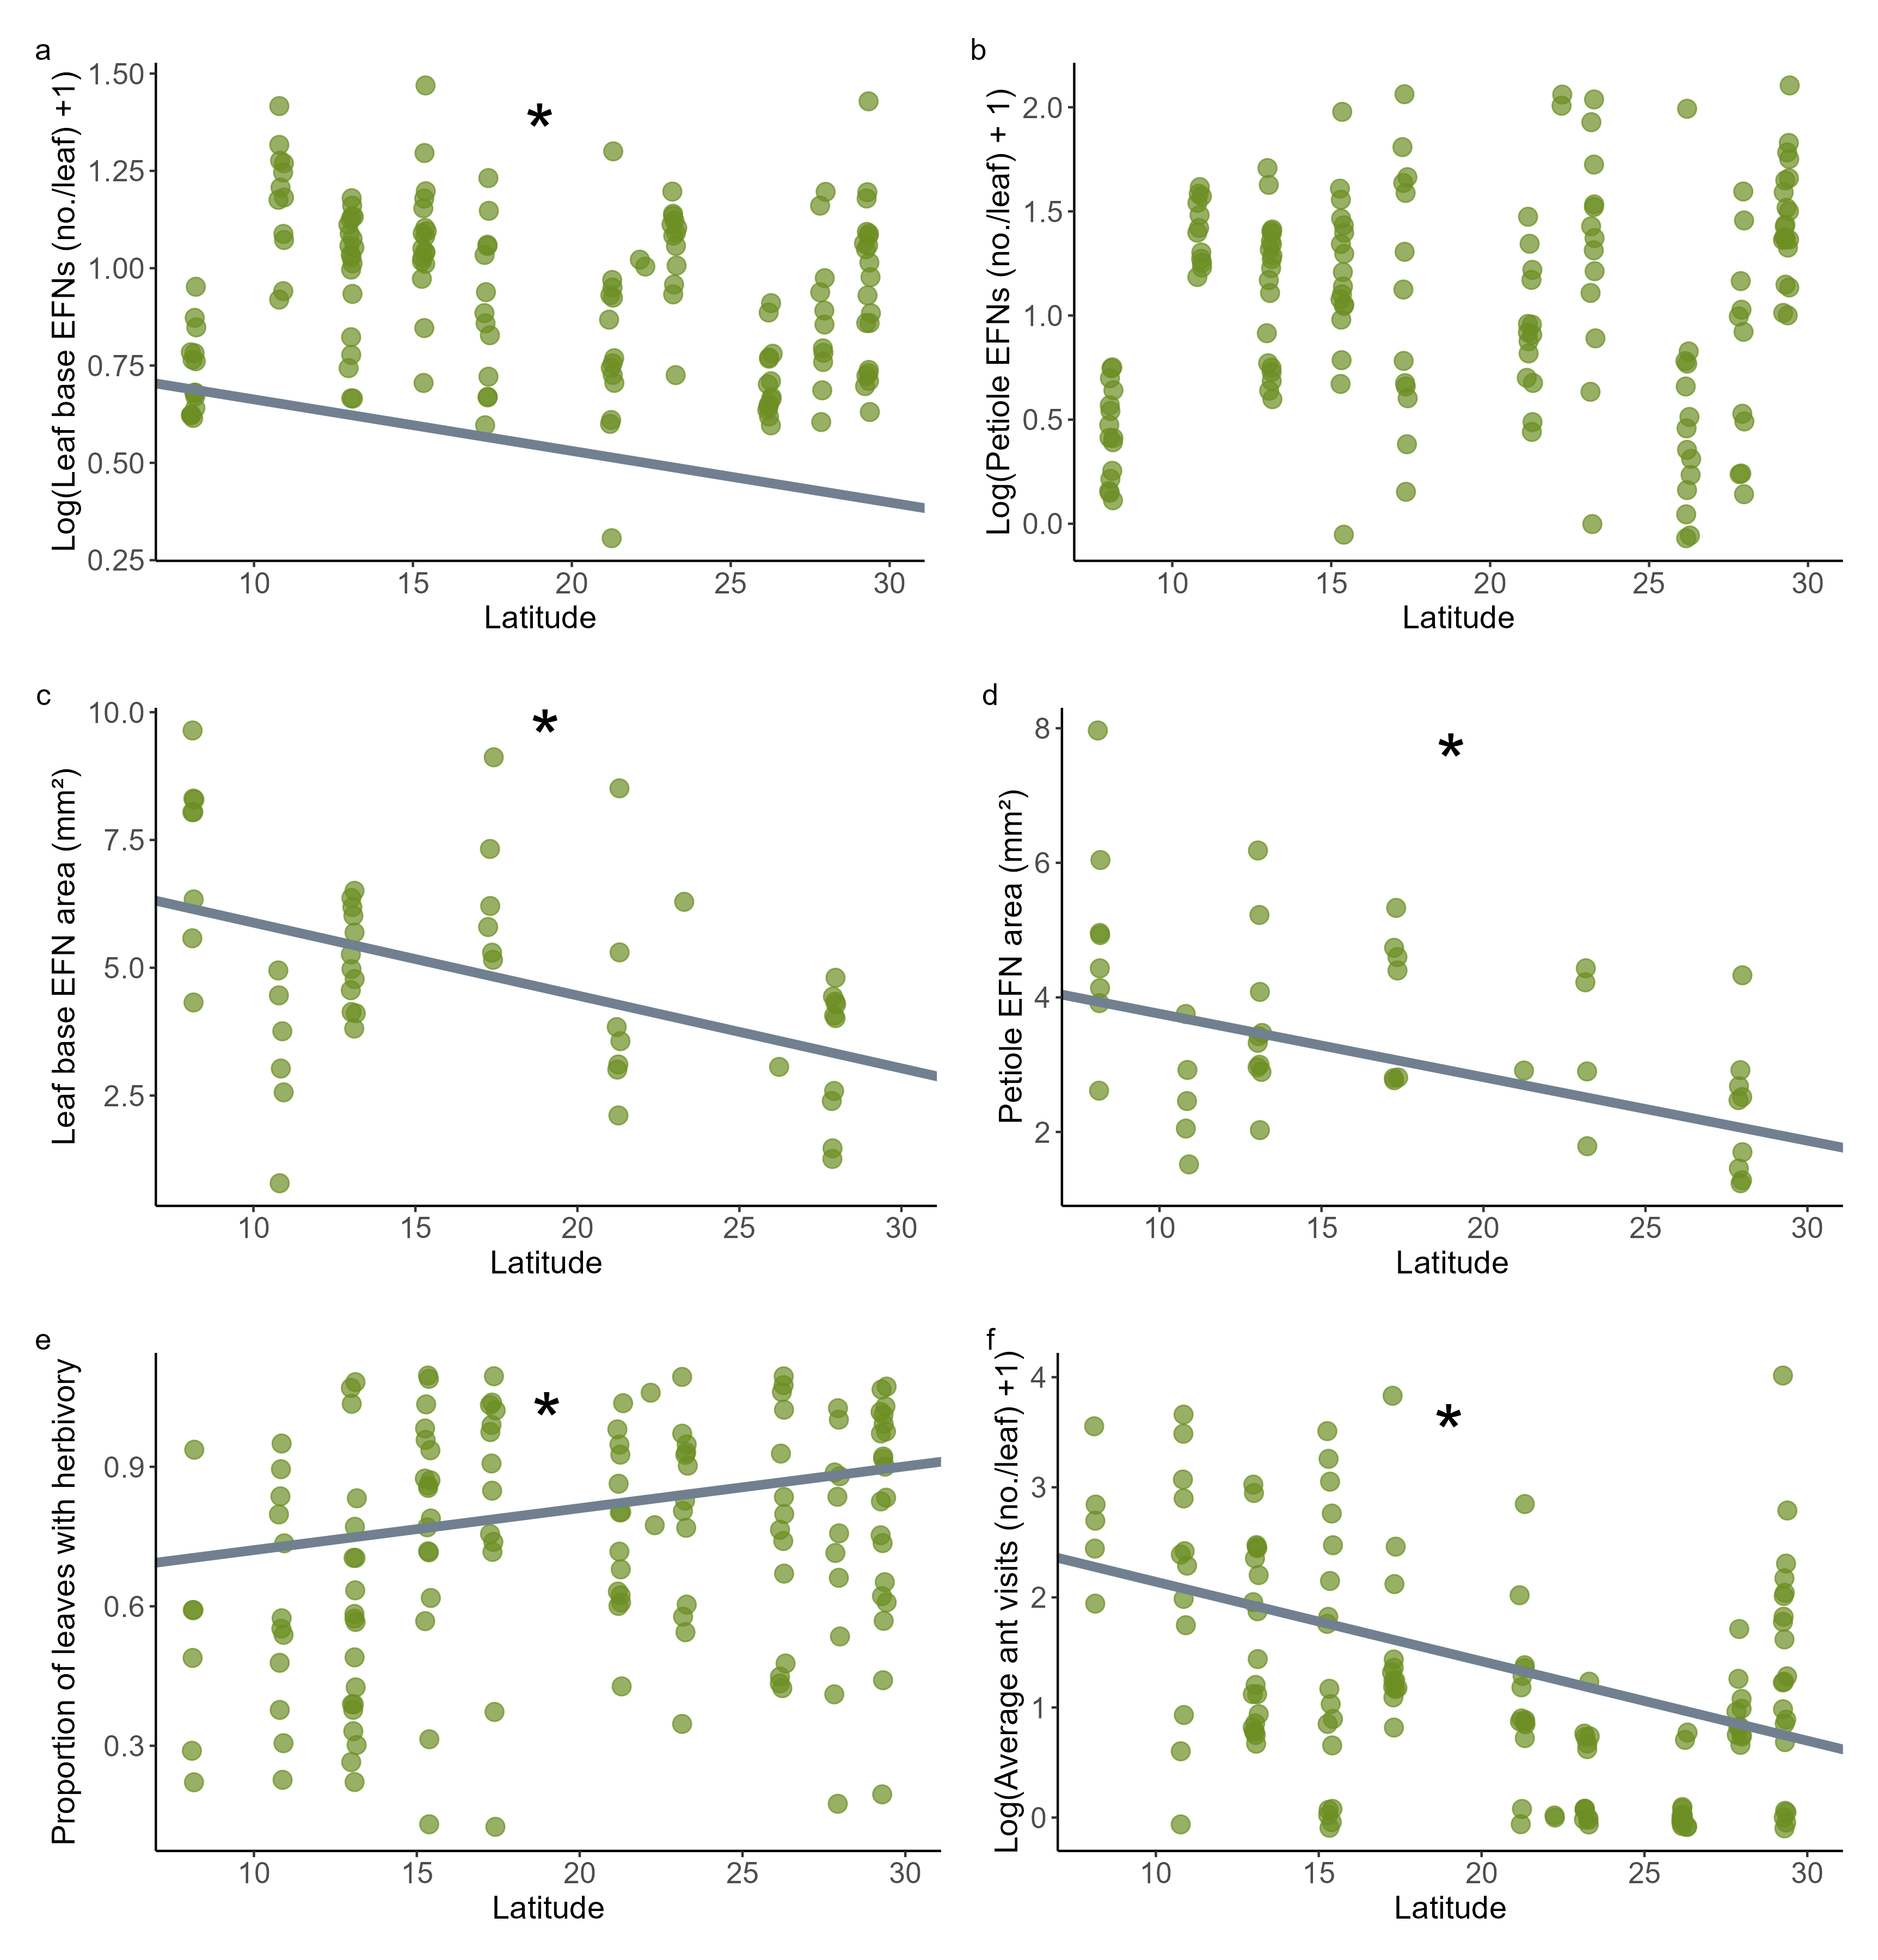 a
b
Log(Leaf base EFNs (no./leaf) +1)
1.50
1.25
1.00
0.75
0.50
0.25
*
10 15 20 25 30
Latitude
Log(Petiole EFNs (no./leaf) + 1)
2.0
1.5
1.0
0.5
0.0
10 15 20 25 30
Latitude
c
d
Leaf base EFN area (mm²)
10.0
7.5
5.0
2.5
*
10 15 20 25 30
Latitude
Petiole EFN area (mm²)
8
6
4
2
*
10 15 20 25 30
Latitude
e
f
Proportion of leaves with herbivory
0.9
0.6
0.3
*
10 15 20 25 30
Latitude
Log(Average ant visits (no./leaf) +1)
4
3
2
1
0
*
10 15 20 25 30
Latitude